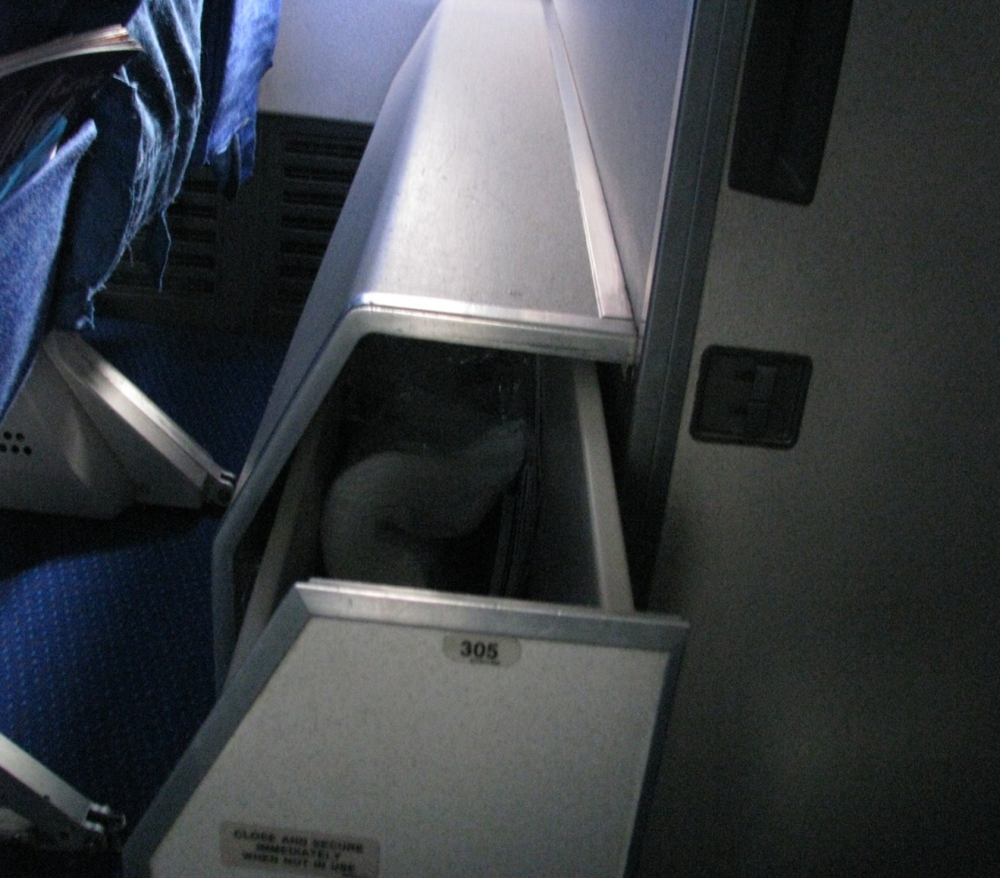 305
CLOSE AND SECURE
IMMEDIATELY
WHEN NOT IN USE